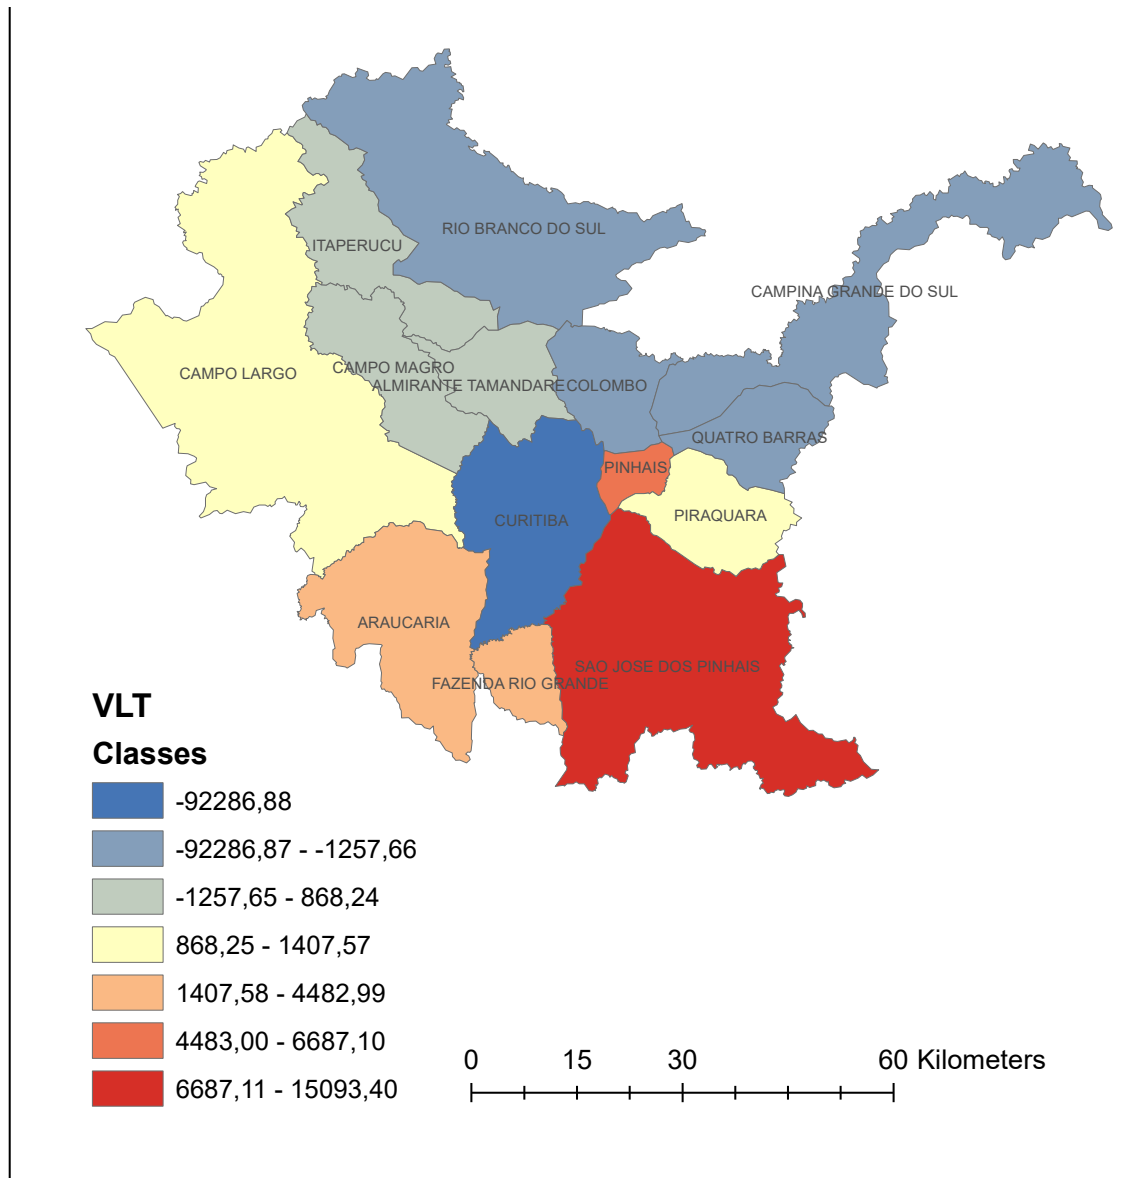 RIO BRANCO DO SUL
ITAPERUCU
CAMPINA GRANDE DO SUL
CAMPO MAGRO
CAMPO LARGO
ALMIRANTE TAMANDARE
COLOMBO
QUATRO BARRAS
PINHAIS
PIRAQUARA
CURITIBA
ARAUCARIA
SAO JOSE DOS PINHAIS
FAZENDA RIO GRANDE
VLT
Classes
-92286,88
-92286,87 - -1257,66
-1257,65 - 868,24
868,25 - 1407,57
1407,58 - 4482,99
4483,00 - 6687,10
6687,11 - 15093,40
0 15 30 60 Kilometers